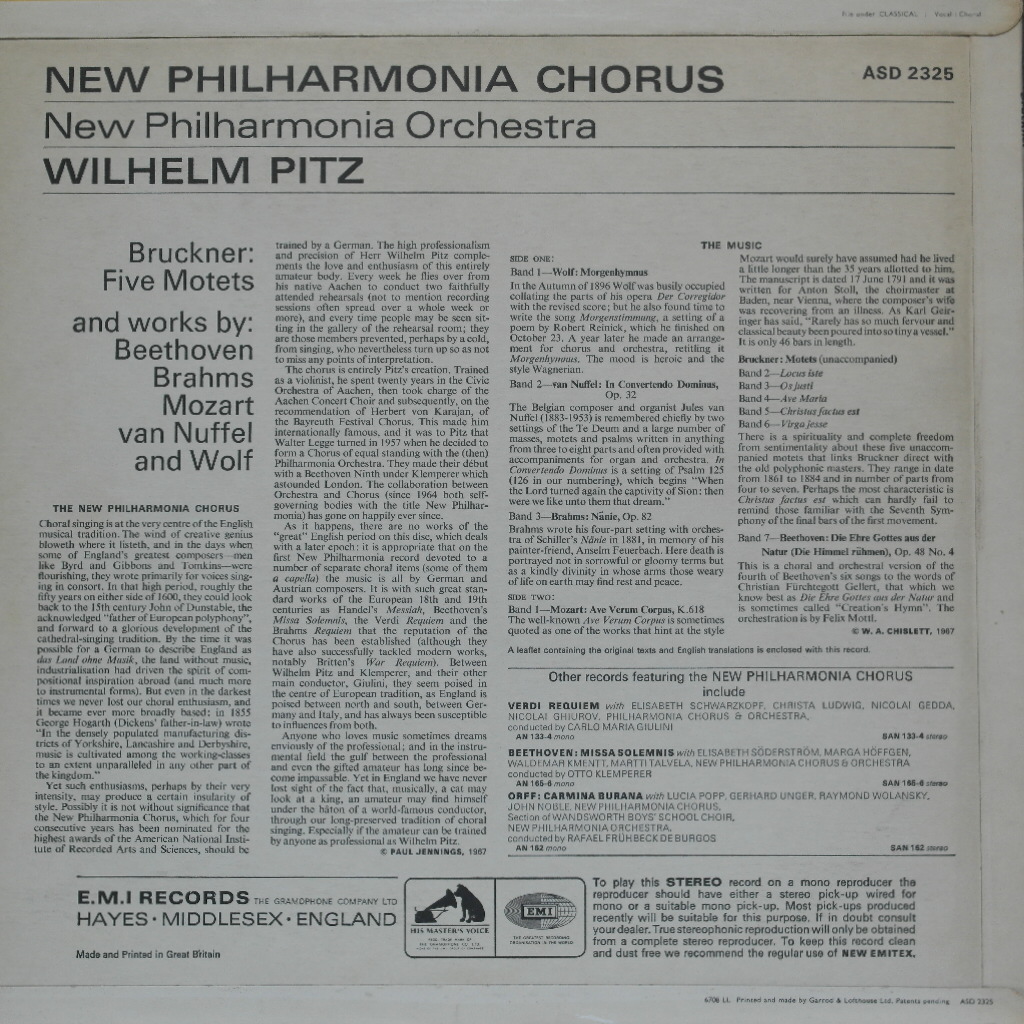 File under CLASSICAL : Vocal : Choral
NEW PHILHARMONIA CHORUS
ASD 2325
New Philharmonia Orchestra
WILHELM PITZ
Bruckner:
Five Motets
and works by:
Beethoven
Brahms
Mozart
van Nuffel
and Wolf
THE NEW PHILHARMONIA CHORUS
Choral singing is at the very centre of the English
musical tradition. The wind of creative genius
bloweth where it listeth, and in the days when
some of England's greatest composers—men
like Byrd and Gibbons and Tomkins—were
flourishing, they wrote primarily for voices sing-
ing in consort. In that high period, roughly the
fifty years on either side of 1600, they could look
back to the 15th century John of Dunstable, the
acknowledged "father of European polyphony",
and forward to a glorious development of the
cathedral-singing tradition. By the time it was
possible for a German to describe England as
das Land ohne Musik, the land without music,
industrialisation had driven the spirit of com-
positional inspiration abroad (and much more
to instrumental forms). But even in the darkest
times we never lost our choral enthusiasm, and
it became ever more broadly based: in 1855
George Hogarth (Dickens' father-in-law) wrote
"In the densely populated manufacturing dis-
tricts of Yorkshire, Lancashire and Derbyshire,
music is cultivated among the working-classes
to an extent unparalleled in any other part of
the kingdom."
Yet such enthusiasms, perhaps by their very
intensity, may produce a certain insularity of
style. Possibly it is not without significance that
the New Philharmonia Chorus, which for four
consecutive years has been nominated for the
highest awards of the American National Insti-
tute of Recorded Arts and Sciences, should be
trained by a German. The high professionalism
and precision of Herr Wilhelm Pitz comple-
ments the love and enthusiasm of this entirely
amateur body. Every week he flies over from
his native Aachen to conduct two faithfully
attended rehearsals (not to mention recording
sessions often spread over a whole week or
more), and every time people may be seen sit-
ting in the gallery of the rehearsal room; they
are those members prevented, perhaps by a cold,
from singing, who nevertheless turn up so as not
to miss any points of interpretation.
The chorus is entirely Pitz's creation. Trained
as a violinist, he spent twenty years in the Civic
Orchestra of Aachen, then took charge of the
Aachen Concert Choir and subsequently, on the
recommendation of Herbert von Karajan, of
the Bayreuth Festival Chorus. This made him
internationally famous, and it was to Pitz that
Walter Legge turned in 1957 when he decided to
form a Chorus of equal standing with the (then)
Philharmonia Orchestra. They made their début
with a Beethoven Ninth under Klemperer which
astounded London. The collaboration between
Orchestra and Chorus (since 1964 both self-
governing bodies with the title New Philhar-
monia) has gone on happily ever since.
As it happens, there are no works of the
"great" English period on this disc, which deals
with a later epoch: it is appropriate that on the
first New Philharmonia record devoted to a
number of separate choral items (some of them
a capella) the music is all by German and
Austrian composers. It is with such great stan-
dard works of the European 18th and 19th
centuries as Handel's Messiah, Beethoven's
Missa Solemnis, the Verdi Requiem and the
Brahms Requiem that the reputation of the
Chorus has been established (although they
have also successfully tackled modern works,
notably Britten's War Requiem). Between
Wilhelm Pitz and Klemperer, and their other
main conductor, Giulini, they seem poised in
the centre of European tradition, as England is
poised between north and south, between Ger-
many and Italy, and has always been susceptible
to influences from both.
Anyone who loves music sometimes dreams
enviously of the professional; and in the instru-
mental field the gulf between the professional
and even the gifted amateur has long since be-
come impassable. Yet in England we have never
lost sight of the fact that, musically, a cat may
look at a king, an amateur may find himself
under the bâton of a world-famous conductor,
through our long-preserved tradition of choral
singing. Especially if the amateur can be trained
by anyone as professional as Wilhelm Pitz.
© PAUL JENNINGS, 1967
THE MUSIC
SIDE ONE:
Band 1—Wolf: Morgenhymnus
In the Autumn of 1896 Wolf was busily occupied
collating the parts of his opera Der Corregidor
with the revised score; but he also found time to
write the song Morgenstimmung, a setting of a
poem by Robert Reinick, which he finished on
October 23. A year later he made an arrange-
ment for chorus and orchestra, retitling it
Morgenhymnus. The mood is heroic and the
style Wagnerian.
Band 2—van Nuffel: In Convertendo Dominus,
Op. 32
The Belgian composer and organist Jules van
Nuffel (1883-1953) is remembered chiefly by two
settings of the Te Deum and a large number of
masses, motets and psalms written in anything
from three to eight parts and often provided with
accompaniments for organ and orchestra. In
Convertendo Dominus is a setting of Psalm 125
(126 in our numbering), which begins "When
the Lord turned again the captivity of Sion: then
were we like unto them that dream."
Band 3—Brahms: Nänie, Op. 82
Brahms wrote his four-part setting with orches-
tra of Schiller's Nänie in 1881, in memory of his
painter-friend, Anselm Feuerbach. Here death is
portrayed not in sorrowful or gloomy terms but
as a kindly divinity in whose arms those weary
of life on earth may find rest and peace.
SIDE TWO:
Band 1—Mozart: Ave Verum Corpus, K.618
The well-known Ave Verum Corpus is sometimes
quoted as one of the works that hint at the style
Mozart would surely have assumed had he lived
a little longer than the 35 years allotted to him.
The manuscript is dated 17 June 1791 and it was
written for Anton Stoll, the choirmaster at
Baden, near Vienna, where the composer's wife
was recovering from an illness. As Karl Geir-
inger has said, "Rarely has so much fervour and
classical beauty been poured into so tiny a vessel."
It is only 46 bars in length.
Bruckner: Motets (unaccompanied)
Band 2—Locus iste
Band 3—Os justi
Band 4—Ave Maria
Band 5—Christus factus est
Band 6—Virga Jesse
There is a spirituality and complete freedom
from sentimentality about these five unaccom-
panied motets that links Bruckner direct with
the old polyphonic masters. They range in date
from 1861 to 1884 and in number of parts from
four to seven. Perhaps the most characteristic is
Christus factus est which can hardly fail to
remind those familiar with the Seventh Sym-
phony of the final bars of the first movement.
Band 7—Beethoven: Die Ehre Gottes aus der
Natur (Die Himmel rühmen), Op. 48 No. 4
This is a choral and orchestral version of the
fourth of Beethoven's six songs to the words of
Christian Fürchtegott Gellert, that which we
know best as Die Ehre Gottes aus der Natur and
is sometimes called "Creation's Hymn". The
orchestration is by Felix Mottl.
© W. A. CHISLETT, 1967
A leaflet containing the original texts and English translations is enclosed with this record.
Other records featuring the NEW PHILHARMONIA CHORUS
include
VERDI REQUIEM with ELISABETH SCHWARZKOPF, CHRISTA LUDWIG, NICOLAI GEDDA,
NICOLAI GHIUROV, PHILHARMONIA CHORUS & ORCHESTRA,
conducted by CARLO MARIA GIULINI
AN 133-4 mono SAN 133-4 stereo
BEETHOVEN: MISSA SOLEMNIS with ELISABETH SÖDERSTRÖM, MARGA HÖFFGEN,
WALDEMAR KMENTT, MARTTI TALVELA, NEW PHILHARMONIA CHORUS & ORCHESTRA
conducted by OTTO KLEMPERER
AN 165-6 mono SAN 165-6 stereo
ORFF: CARMINA BURANA with LUCIA POPP, GERHARD UNGER, RAYMOND WOLANSKY,
JOHN NOBLE, NEW PHILHARMONIA CHORUS,
Section of WANDSWORTH BOYS' SCHOOL CHOIR,
NEW PHILHARMONIA ORCHESTRA,
conducted by RAFAEL FRÜHBECK DE BURGOS
AN 162 mono SAN 162 stereo
E.M.I RECORDS THE GRAMOPHONE COMPANY LTD
HAYES · MIDDLESEX · ENGLAND
Made and Printed in Great Britain
HIS MASTER'S VOICE
EMI
THE GREATEST RECORDING
ORGANISATION IN THE WORLD
To play this STEREO record on a mono reproducer the
reproducer should have either a stereo pick-up wired for
mono or a suitable mono pick-up. Most pick-ups produced
recently will be suitable for this purpose. If in doubt consult
your dealer. True stereophonic reproduction will only be obtained
from a complete stereo reproducer. To keep this record clean
and dust free we recommend the regular use of NEW EMITEX.
6706 LL Printed and made by Garrod & Lofthouse Ltd. Patents pending ASD 2325